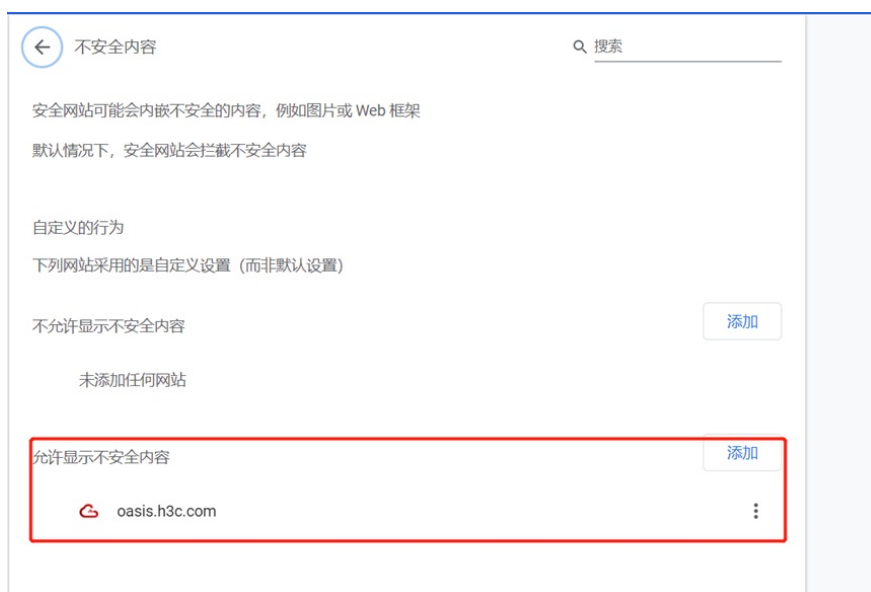 不安全内容
搜索
安全网站可能会内嵌不安全的内容，例如图片或 Web 框架
默认情况下，安全网站会拦截不安全内容
自定义的行为
下列网站采用的是自定义设置（而非默认设置）
不允许显示不安全内容
添加
未添加任何网站
允许显示不安全内容
添加
oasis.h3c.com